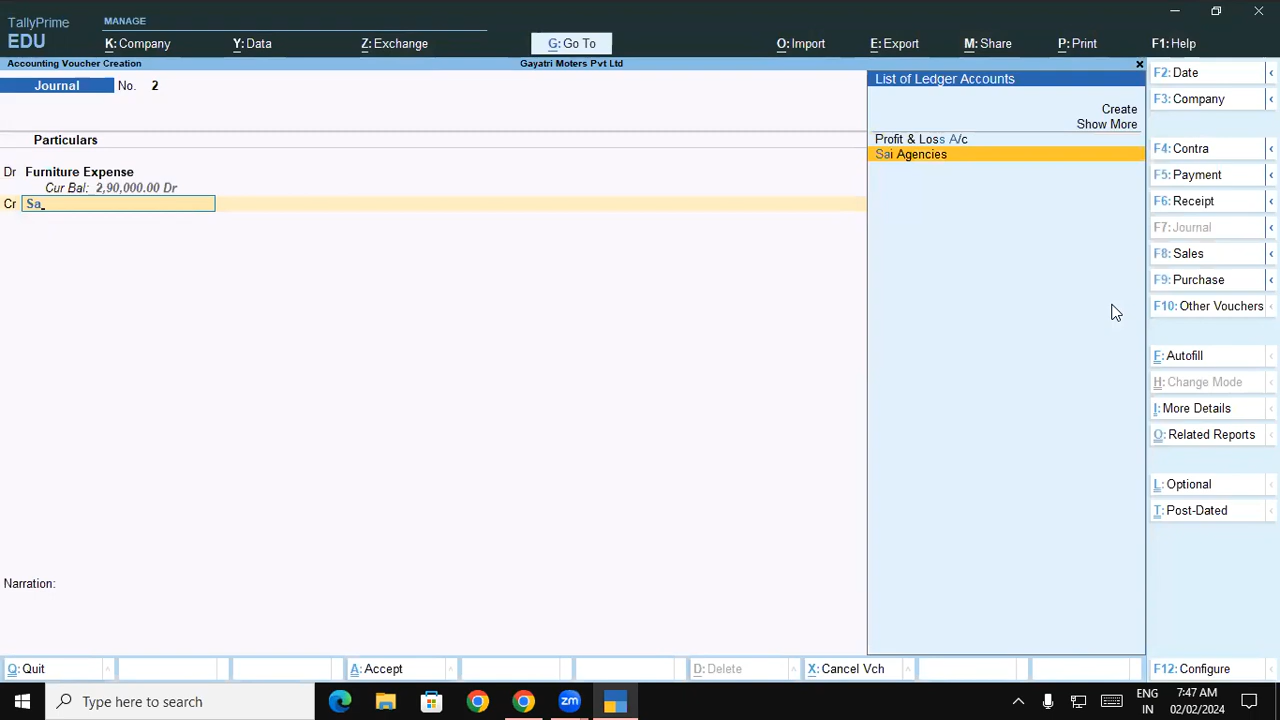 TallyPrime
EDU
MANAGE
K: Company
Y: Data
Z: Exchange
G: Go To
O: Import
E: Export
M: Share
P: Print
F1: Help
Accounting Voucher Creation
Gayatri Moters Pvt Ltd
Journal No. 2
Particulars
Dr Furniture Expense
Cur Bal: 2,90,000.00 Dr
Cr Sa
Narration:
List of Ledger Accounts
Create
Show More
Profit & Loss A/c
Sai Agencies
F2: Date
F3: Company
F4: Contra
F5: Payment
F6: Receipt
F7: Journal
F8: Sales
F9: Purchase
F10: Other Vouchers
F: Autofill
H: Change Mode
I: More Details
O: Related Reports
L: Optional
T: Post-Dated
F12: Configure
Q: Quit
A: Accept
D: Delete
X: Cancel Vch
Type here to search
ENG
IN
7:47 AM
02/02/2024